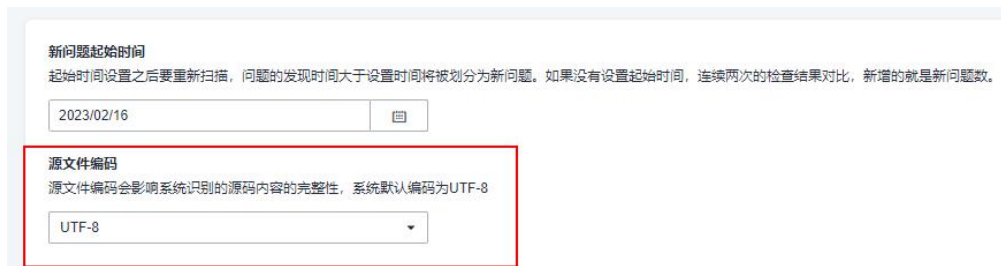 新问题起始时间
起始时间设置之后要重新扫描，问题的发现时间大于设置时间将被划分为新问题。如果没有设置起始时间，连续两次的检查结果对比，新增的就是新问题数。
2023/02/16
源文件编码
源文件编码会影响系统识别的源码内容的完整性，系统默认编码为UTF-8
UTF-8